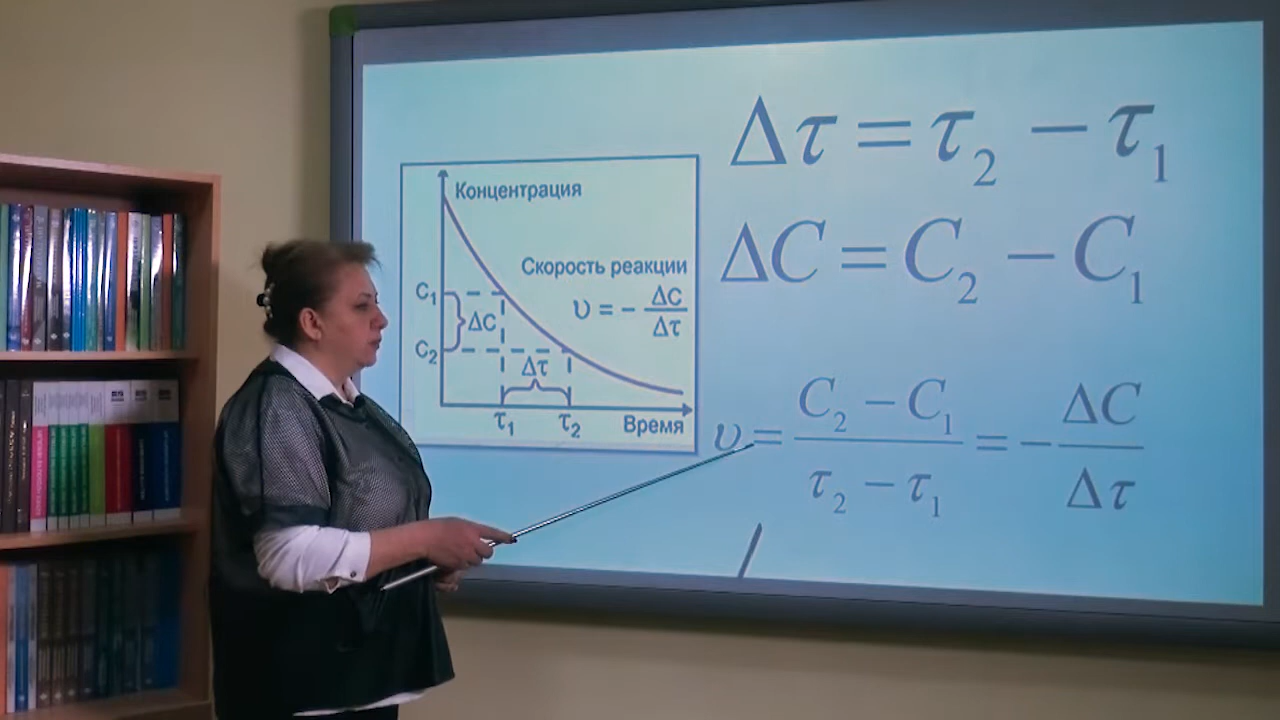 Концентрация
Скорость реакции
υ = - ΔC/Δτ
C₁
ΔC
C₂
Δτ
τ₁ τ₂ Время
Δτ = τ₂ − τ₁
ΔC = C₂ − C₁
υ = (C₂ − C₁)/(τ₂ − τ₁) = - ΔC/Δτ